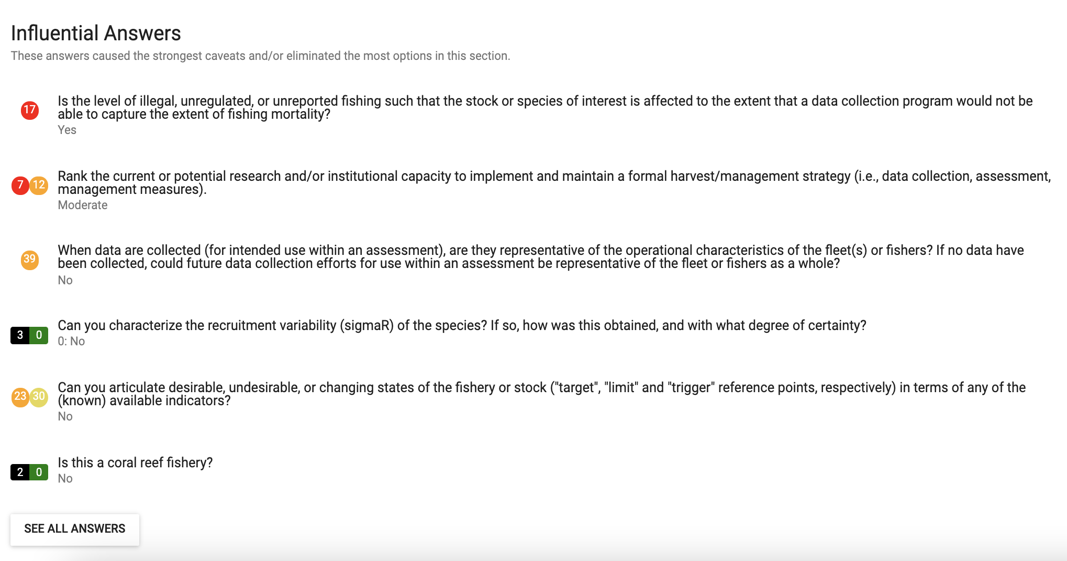 Influential Answers
These answers caused the strongest caveats and/or eliminated the most options in this section.
17
Is the level of illegal, unregulated, or unreported fishing such that the stock or species of interest is affected to the extent that a data collection program would not be
able to capture the extent of fishing mortality?
Yes
7 12
Rank the current or potential research and/or institutional capacity to implement and maintain a formal harvest/management strategy (i.e., data collection, assessment,
management measures).
Moderate
39
When data are collected (for intended use within an assessment), are they representative of the operational characteristics of the fleet(s) or fishers? If no data have
been collected, could future data collection efforts for use within an assessment be representative of the fleet or fishers as a whole?
No
3 0
Can you characterize the recruitment variability (sigmaR) of the species? If so, how was this obtained, and with what degree of certainty?
0: No
23 30
Can you articulate desirable, undesirable, or changing states of the fishery or stock ("target", "limit" and "trigger" reference points, respectively) in terms of any of the
(known) available indicators?
No
2 0
Is this a coral reef fishery?
No
SEE ALL ANSWERS